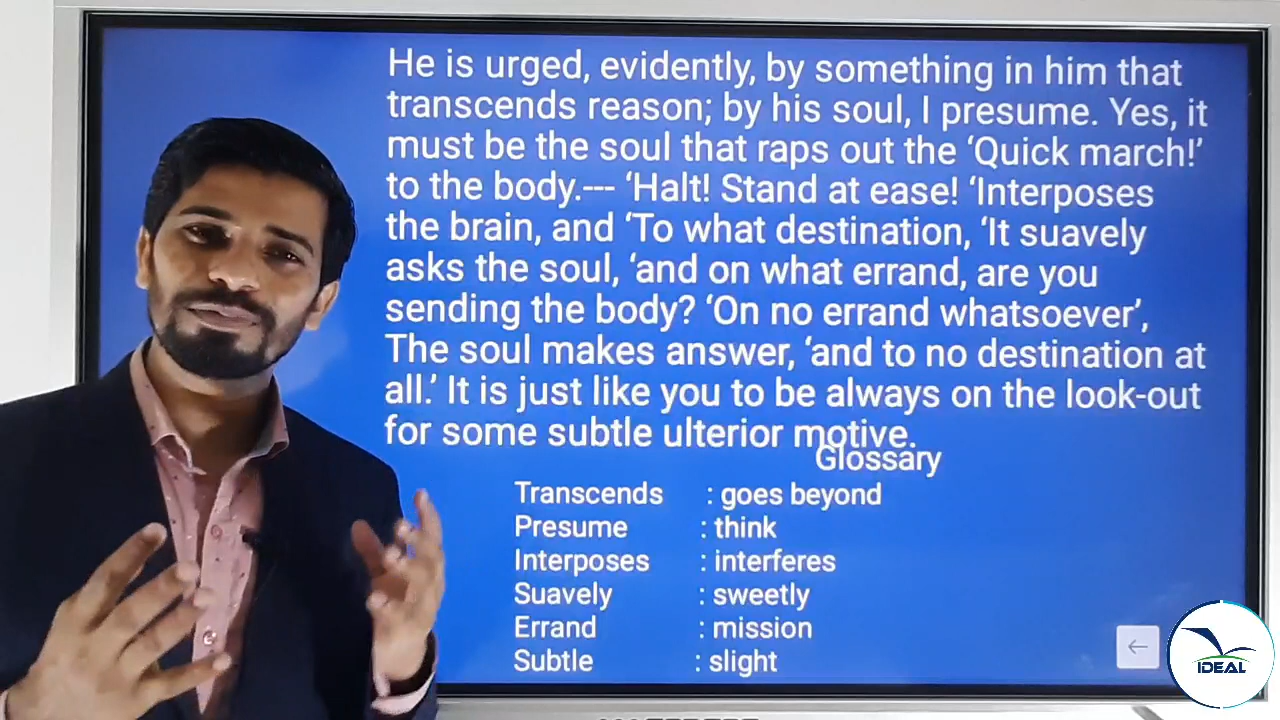 He is urged, evidently, by something in him that
transcends reason; by his soul, I presume. Yes, it
must be the soul that raps out the ‘Quick march!’
to the body.--- ‘Halt! Stand at ease! ‘Interposes
the brain, and ‘To what destination, ‘It suavely
asks the soul, ‘and on what errand, are you
sending the body? ‘On no errand whatsoever’,
The soul makes answer, ‘and to no destination at
all.’ It is just like you to be always on the look-out
for some subtle ulterior motive.
Glossary
Transcends : goes beyond
Presume : think
Interposes : interferes
Suavely : sweetly
Errand : mission
Subtle : slight
IDEAL